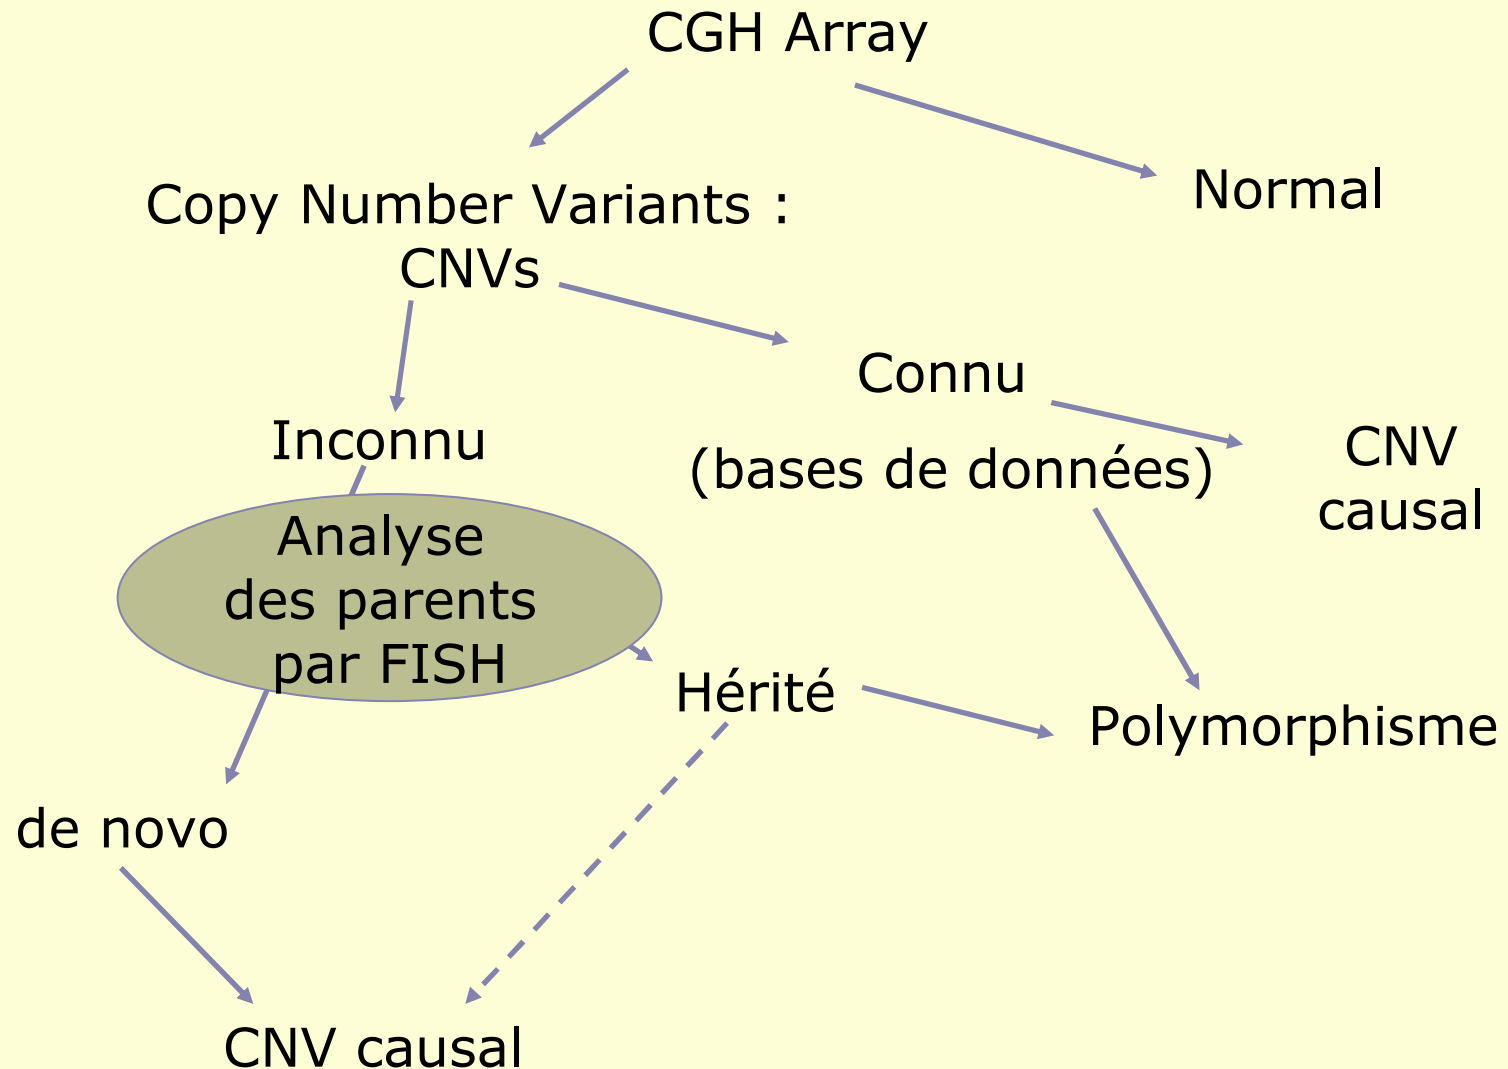 CGH Array
Normal
Copy Number Variants :
CNVs
Connu
(bases de données)
CNV
causal
Inconnu
Analyse
des parents
par FISH
Hérité
Polymorphisme
de novo
CNV causal